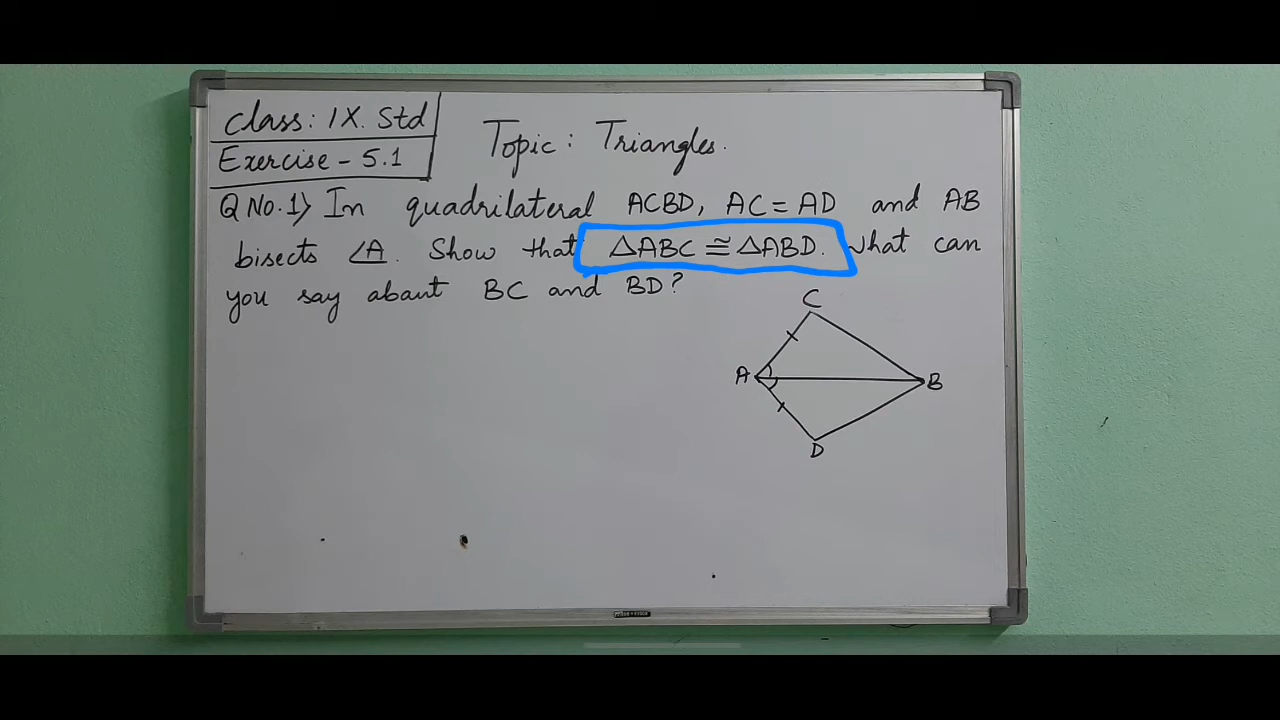 Class: IX. Std
Exercise - 5.1
Topic: Triangles.
Q No.1) In quadrilateral ACBD, AC = AD and AB
bisects ∠A. Show that △ABC ≅ △ABD. What can
you say abaut BC and BD?
C
A
B
D